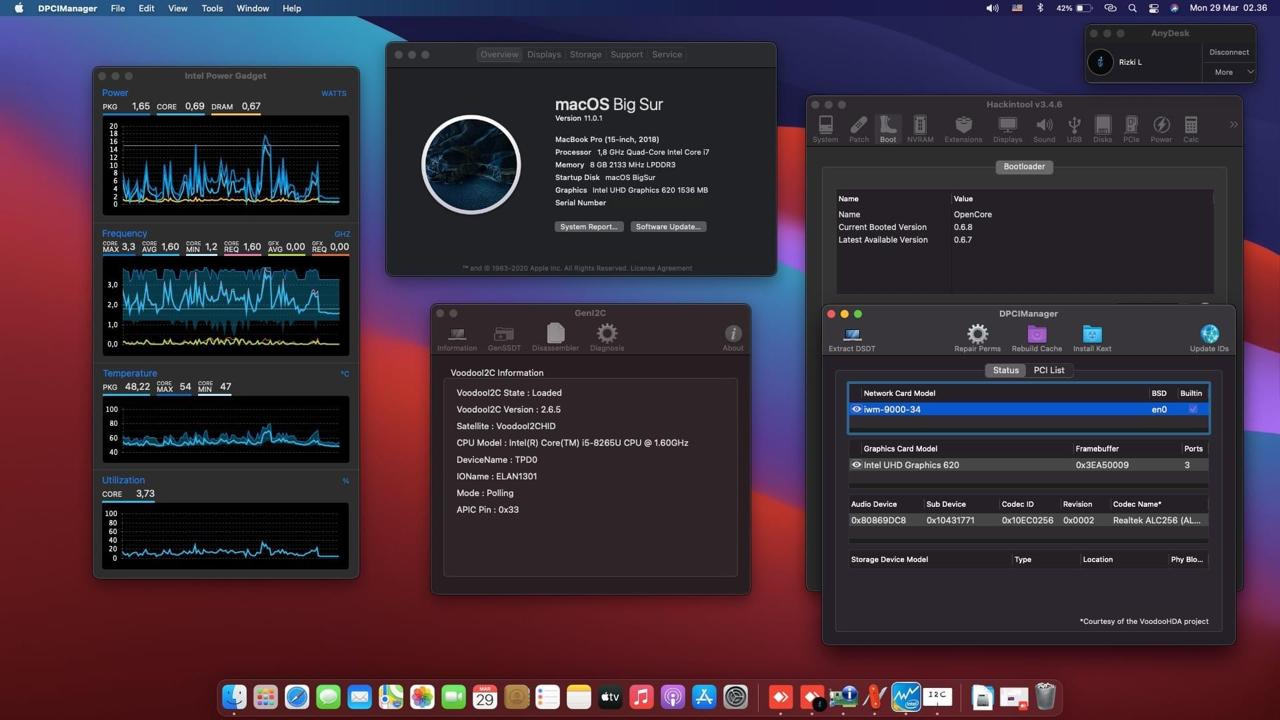 DPCIManager File Edit View Tools Window Help
42% Mon 29 Mar 02.36
Intel Power Gadget
Power WATTS
PKG 1,65 CORE 0,69 DRAM 0,67
20
18
16
14
12
10
8
6
4
2
0
Frequency GHZ
CORE MAX 3,3 CORE AVG 1,60 CORE MIN 1,2 CORE REQ 1,60 GFX AVG 0,00 GFX REQ 0,00
3,0
2,0
1,0
0,0
Temperature °C
PKG 48,22 CORE MAX 54 CORE MIN 47
100
80
60
40
Utilization %
CORE 3,73
100
80
60
40
20
0
Overview Displays Storage Support Service
macOS Big Sur
Version 11.0.1
MacBook Pro (15-inch, 2018)
Processor 1,8 GHz Quad-Core Intel Core i7
Memory 8 GB 2133 MHz LPDDR3
Startup Disk macOS BigSur
Graphics Intel UHD Graphics 620 1536 MB
Serial Number
System Report... Software Update...
™ and © 1983-2020 Apple Inc. All Rights Reserved. License Agreement
GenI2C
Information GenSSDT Disassembler Diagnosis About
VoodooI2C Information
VoodooI2C State : Loaded
VoodooI2C Version : 2.6.5
Satellite : VoodooI2CHID
CPU Model : Intel(R) Core(TM) i5-8265U CPU @ 1.60GHz
DeviceName : TPD0
IOName : ELAN1301
Mode : Polling
APIC Pin : 0x33
AnyDesk
Rizki L
Disconnect
More
Hackintool v3.4.6
System Patch Boot NVRAM Extensions Displays Sound USB Disks PCIe Power Calc
Bootloader
Name Value
Name OpenCore
Current Booted Version 0.6.8
Latest Available Version 0.6.7
DPCIManager
Extract DSDT Repair Perms Rebuild Cache Install Kext Update IDs
Status PCI List
Network Card Model BSD Builtin
iwm-9000-34 en0
Graphics Card Model Framebuffer Ports
Intel UHD Graphics 620 0x3EA50009 3
Audio Device Sub Device Codec ID Revision Codec Name*
0x80869DC8 0x10431771 0x10EC0256 0x0002 Realtek ALC256 (AL...
Storage Device Model Type Location Phy Blo...
*Courtesy of the VoodooHDA project
MAR
29
tv
I2C